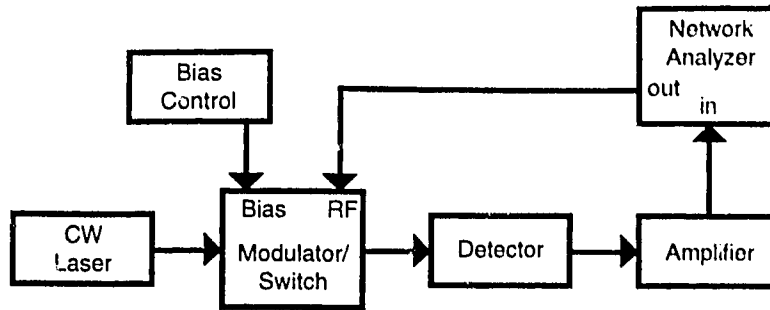 Network
Analyzer
out
in
Bias
Control
Bias RF
Modulator/
Switch
CW
Laser
Detector
Amplifier